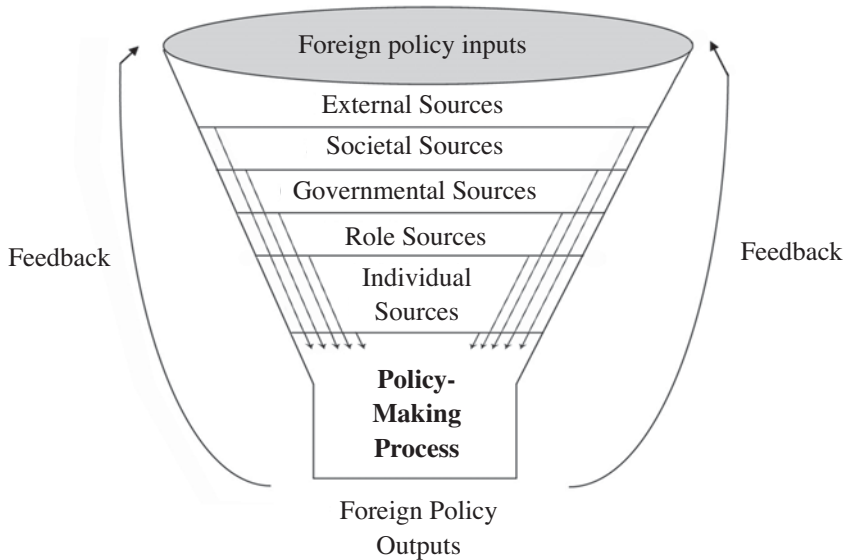 Foreign policy inputs
External Sources
Societal Sources
Governmental Sources
Role Sources
Individual
Sources
Feedback
Feedback
Policy-
Making
Process
Foreign Policy
Outputs